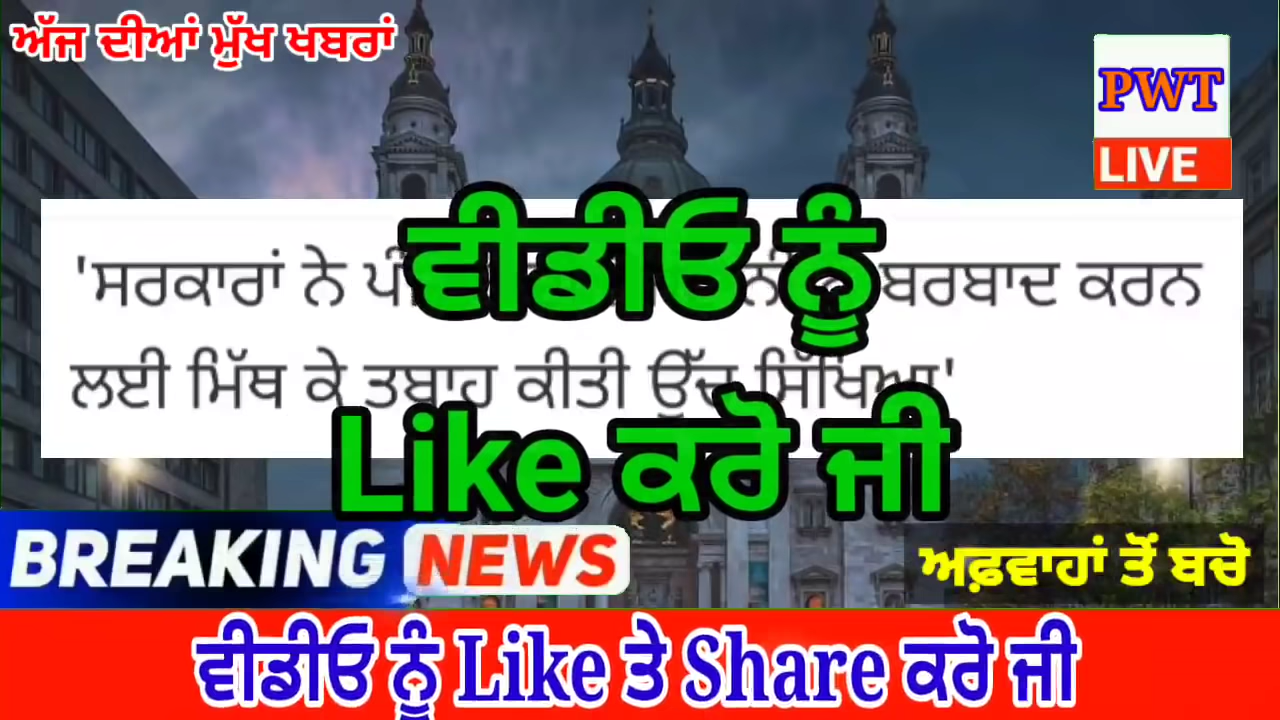 ਅੱਜ ਦੀਆਂ ਮੁੱਖ ਖਬਰਾਂ
PWT
LIVE
'ਸਰਕਾਰਾਂ ਨੇ ਬਰਬਾਦ ਕਰਨ
ਲਈ ਮਿੱਥ ਕੇ ਤਬਾਹ ਕੀਤੀ ਉੱਚ ਸਿੱਖਿਆ'
ਵੀਡੀਓ ਨੂੰ
Like ਕਰੋ ਜੀ
BREAKING NEWS
ਅਫ਼ਵਾਹਾਂ ਤੋਂ ਬਚੋ
ਵੀਡੀਓ ਨੂੰ Like ਤੇ Share ਕਰੋ ਜੀ